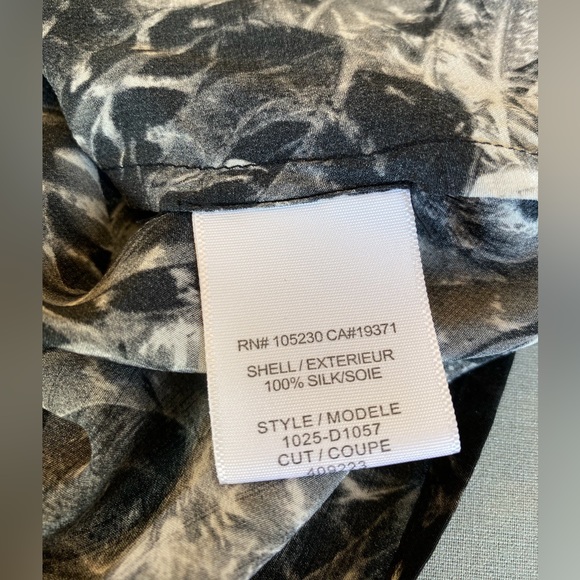 RN# 105230 CA#19371
SHELL / EXTERIEUR
100% SILK/SOIE
STYLE / MODELE
1025-D1057
CUT / COUPE